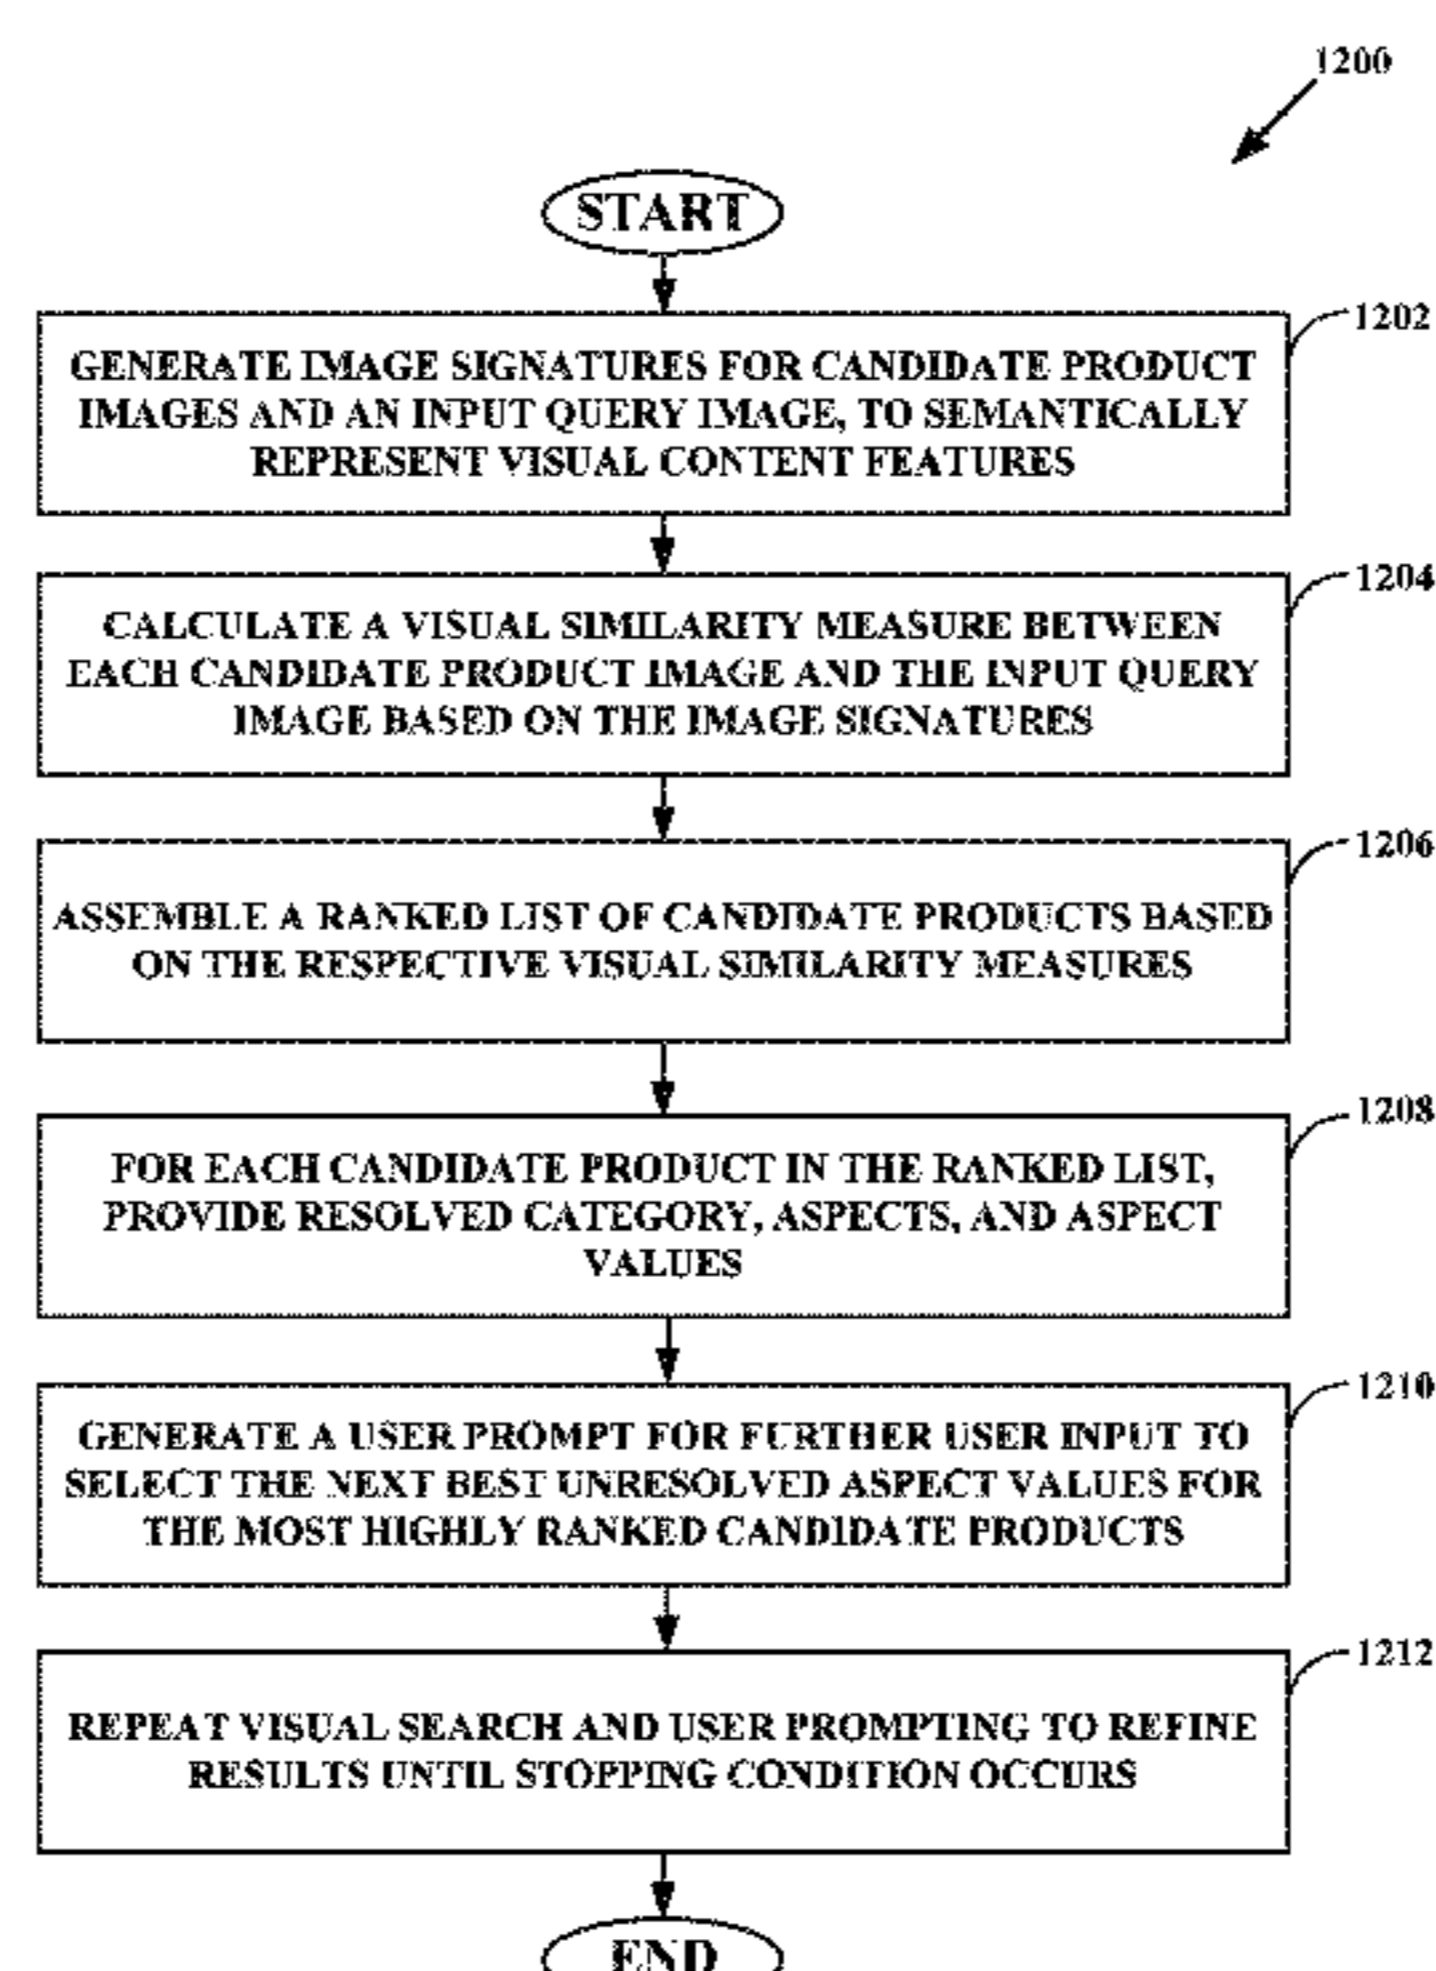 1200
START
1202
GENERATE IMAGE SIGNATURES FOR CANDIDATE PRODUCT
IMAGES AND AN INPUT QUERY IMAGE, TO SEMANTICALLY
REPRESENT VISUAL CONTENT FEATURES
1204
CALCULATE A VISUAL SIMILARITY MEASURE BETWEEN
EACH CANDIDATE PRODUCT IMAGE AND THE INPUT QUERY
IMAGE BASED ON THE IMAGE SIGNATURES
1206
ASSEMBLE A RANKED LIST OF CANDIDATE PRODUCTS BASED
ON THE RESPECTIVE VISUAL SIMILARITY MEASURES
1208
FOR EACH CANDIDATE PRODUCT IN THE RANKED LIST,
PROVIDE RESOLVED CATEGORY, ASPECTS, AND ASPECT
VALUES
1210
GENERATE A USER PROMPT FOR FURTHER USER INPUT TO
SELECT THE NEXT BEST UNRESOLVED ASPECT VALUES FOR
THE MOST HIGHLY RANKED CANDIDATE PRODUCTS
1212
REPEAT VISUAL SEARCH AND USER PROMPTING TO REFINE
RESULTS UNTIL STOPPING CONDITION OCCURS
END